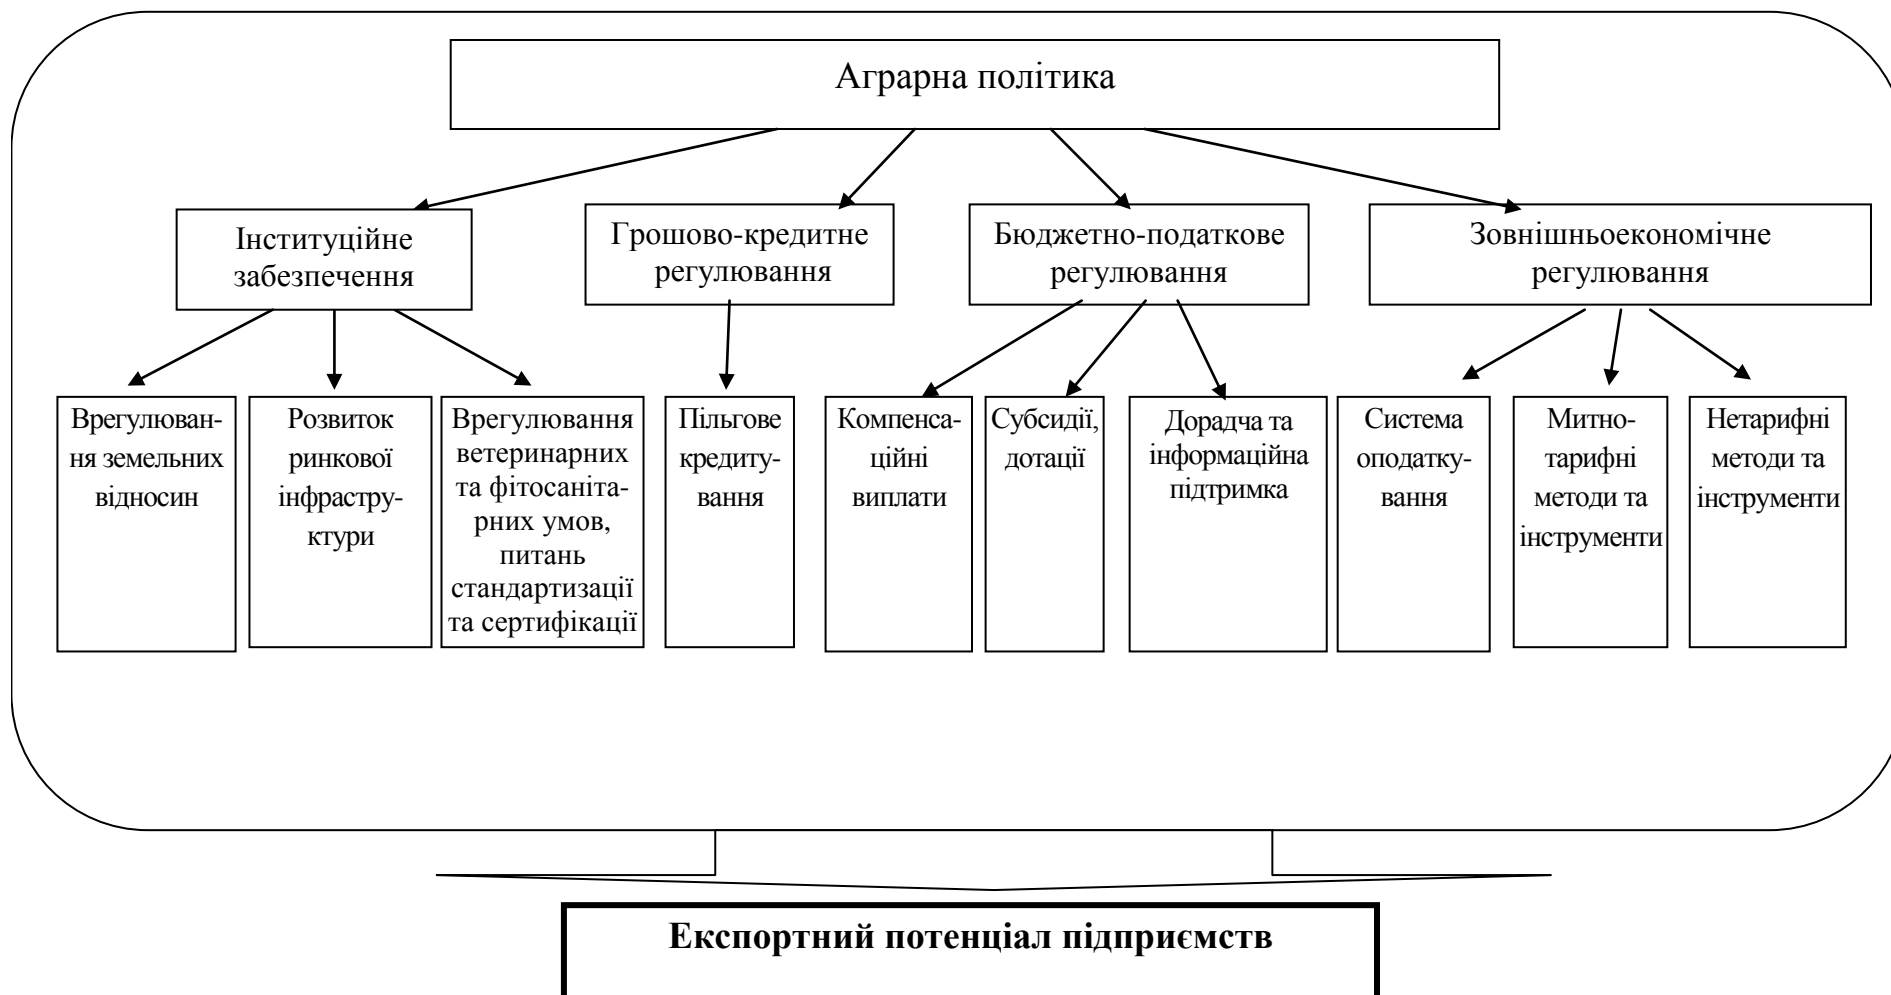 Аграрна політика
Інституційне
забезпечення
Грошово-кредитне
регулювання
Бюджетно-податкове
регулювання
Зовнішньоекономічне
регулювання
Врегулюван-
ня земельних
відносин
Розвиток
ринкової
інфрастру-
ктури
Врегулювання
ветеринарних
та фітосаніта-
рних умов,
питань
стандартизації
та сертифікації
Пільгове
кредиту-
вання
Компенса-
ційні
виплати
Субсидії,
дотації
Дорадча та
інформаційна
підтримка
Система
оподатку-
вання
Митно-
тарифні
методи та
інструменти
Нетарифні
методи та
інструменти
Експортний потенціал підприємств